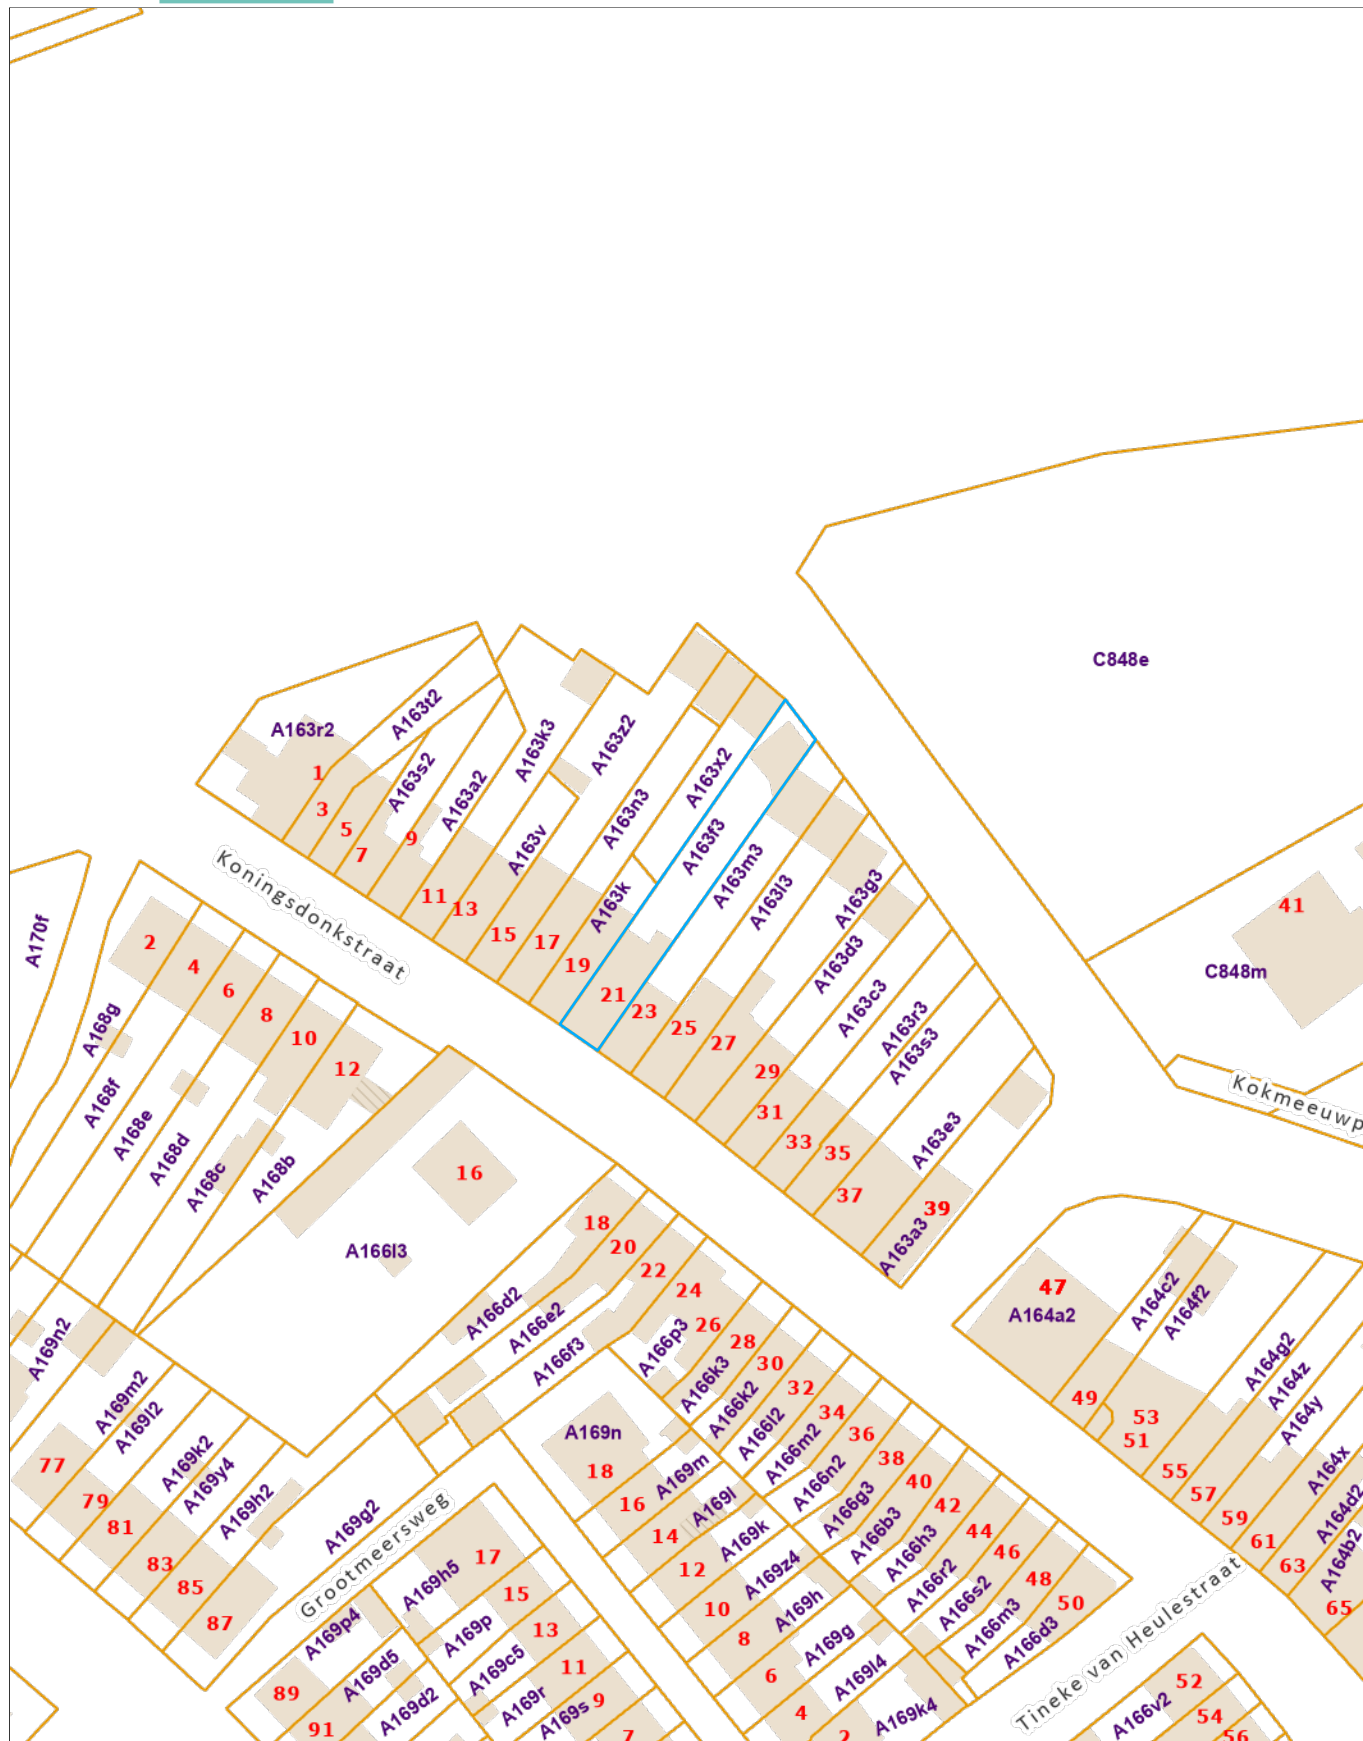 C848e
A163r2
A163t2
A163s2
A163a2
A163k3
A163z2
A163v
A163n3
A163x2
A163k
A163f3
A163m3
A163l3
A163g3
A163d3
A163c3
A163r3
A163s3
A163e3
A163a3
1
3
5
7
9
11
13
15
17
19
21
23
25
27
29
31
33
35
37
39
41
C848m
Koningsdonkstraat
Kokmeeuwp
A170f
2
4
6
8
10
12
A168g
A168f
A168e
A168d
A168c
A168b
16
A166l3
18
20
22
24
26
28
30
32
34
36
38
40
42
44
46
48
50
A166d2
A166e2
A166f3
A166p3
A166k3
A166k2
A166l2
A166m2
A166n2
A166g3
A166b3
A166h3
A166r2
A166s2
A166m3
A166d3
47
A164a2
A164c2
A164f2
A164g2
A164z
A164y
A164x
A164d2
A164b2
49
53
51
55
57
59
61
63
65
A169n2
A169m2
A169l2
A169k2
A169y4
A169h2
A169g2
77
79
81
83
85
87
Grootmeersweg
A169n
18
16
14
12
10
8
6
4
2
A169m
A169l
A169k
A169z4
A169h
A169g
A169l4
A169k4
A169h5
17
15
13
11
9
7
A169p4
A169p
A169d5
A169c5
A169d2
A169r
A169s
89
91
Tineke van Heulestraat
52
54
56
A166v2